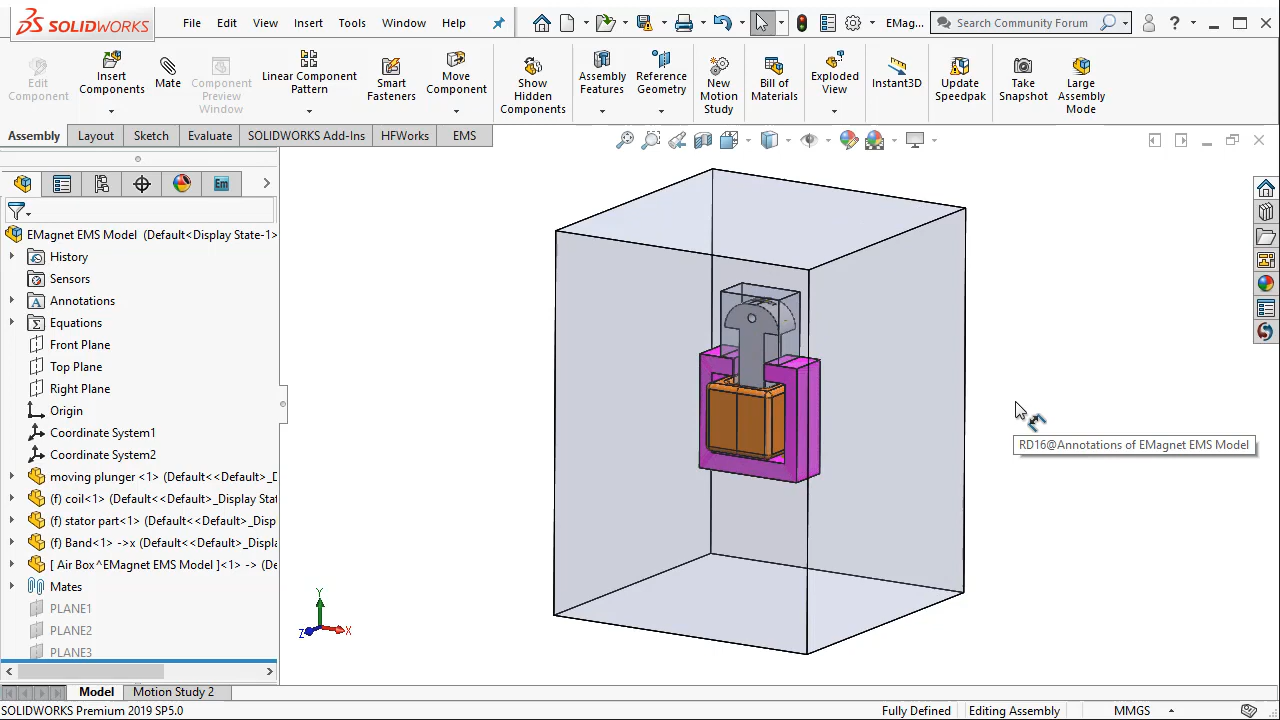 SOLIDWORKS
File Edit View Insert Tools Window Help
EMag...
Search Community Forum
Edit Component
Insert Components
Mate
Component Preview Window
Linear Component Pattern
Smart Fasteners
Move Component
Show Hidden Components
Assembly Features
Reference Geometry
New Motion Study
Bill of Materials
Exploded View
Instant3D
Update Speedpak
Take Snapshot
Large Assembly Mode
Assembly Layout Sketch Evaluate SOLIDWORKS Add-Ins HFWorks EMS
Em
EMagnet EMS Model (Default<Display State-1>
History
Sensors
Annotations
Equations
Front Plane
Top Plane
Right Plane
Origin
Coordinate System1
Coordinate System2
moving plunger <1> (Default<<Default>_D
(f) coil<1> (Default<<Default>_Display Stat
(f) stator part<1> (Default<<Default>_Disp
(f) Band<1> ->x (Default<<Default>_Displa
[ Air Box^EMagnet EMS Model ]<1> -> (De
Mates
PLANE1
PLANE2
PLANE3
RD16@Annotations of EMagnet EMS Model
Y
Z
X
Model Motion Study 2
SOLIDWORKS Premium 2019 SP5.0
Fully Defined Editing Assembly MMGS